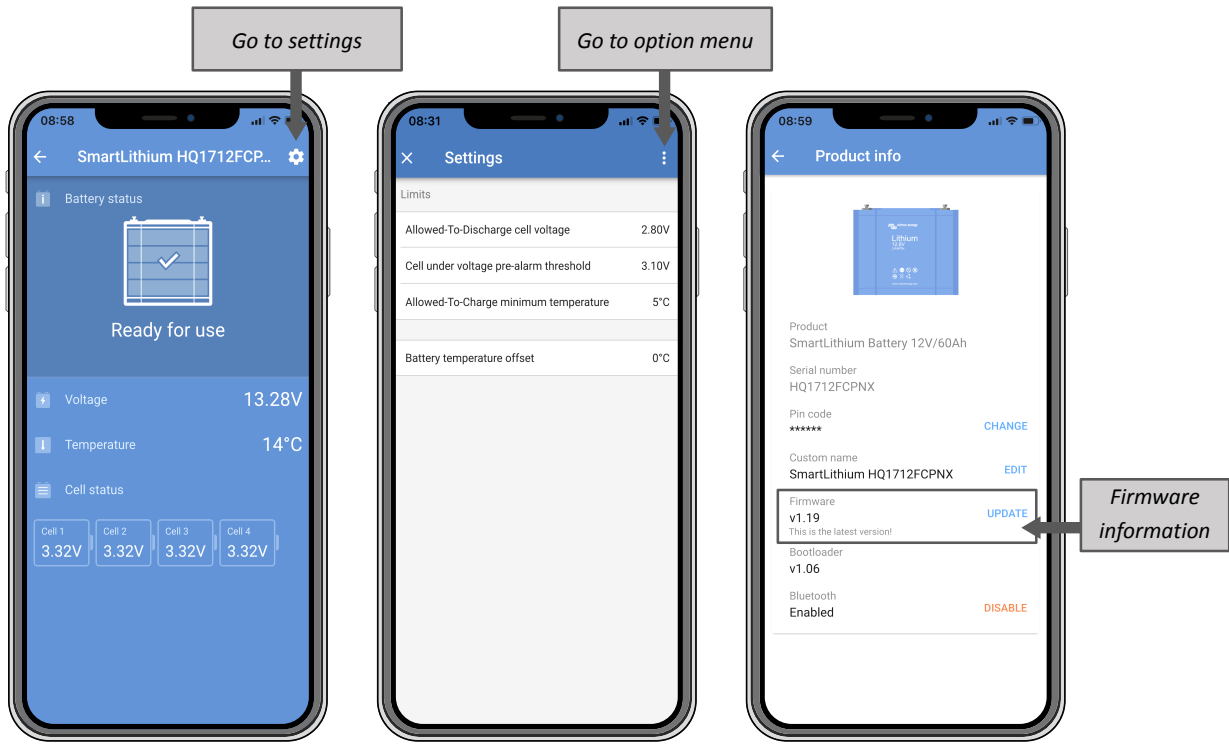 Go to settings
Go to option menu
08:58
SmartLithium HQ1712FCP...
Battery status
Ready for use
Voltage 13.28V
Temperature 14°C
Cell status
Cell 1 Cell 2 Cell 3 Cell 4
3.32V 3.32V 3.32V 3.32V
08:31
Settings
Limits
Allowed-To-Discharge cell voltage 2.80V
Cell under voltage pre-alarm threshold 3.10V
Allowed-To-Charge minimum temperature 5°C
Battery temperature offset 0°C
08:59
Product info
Lithium
12.8V
Product
SmartLithium Battery 12V/60Ah
Serial number
HQ1712FCPNX
Pin code
****** CHANGE
Custom name
SmartLithium HQ1712FCPNX EDIT
Firmware
v1.19 UPDATE
This is the latest version!
Bootloader
v1.06
Bluetooth
Enabled DISABLE
Firmware
information